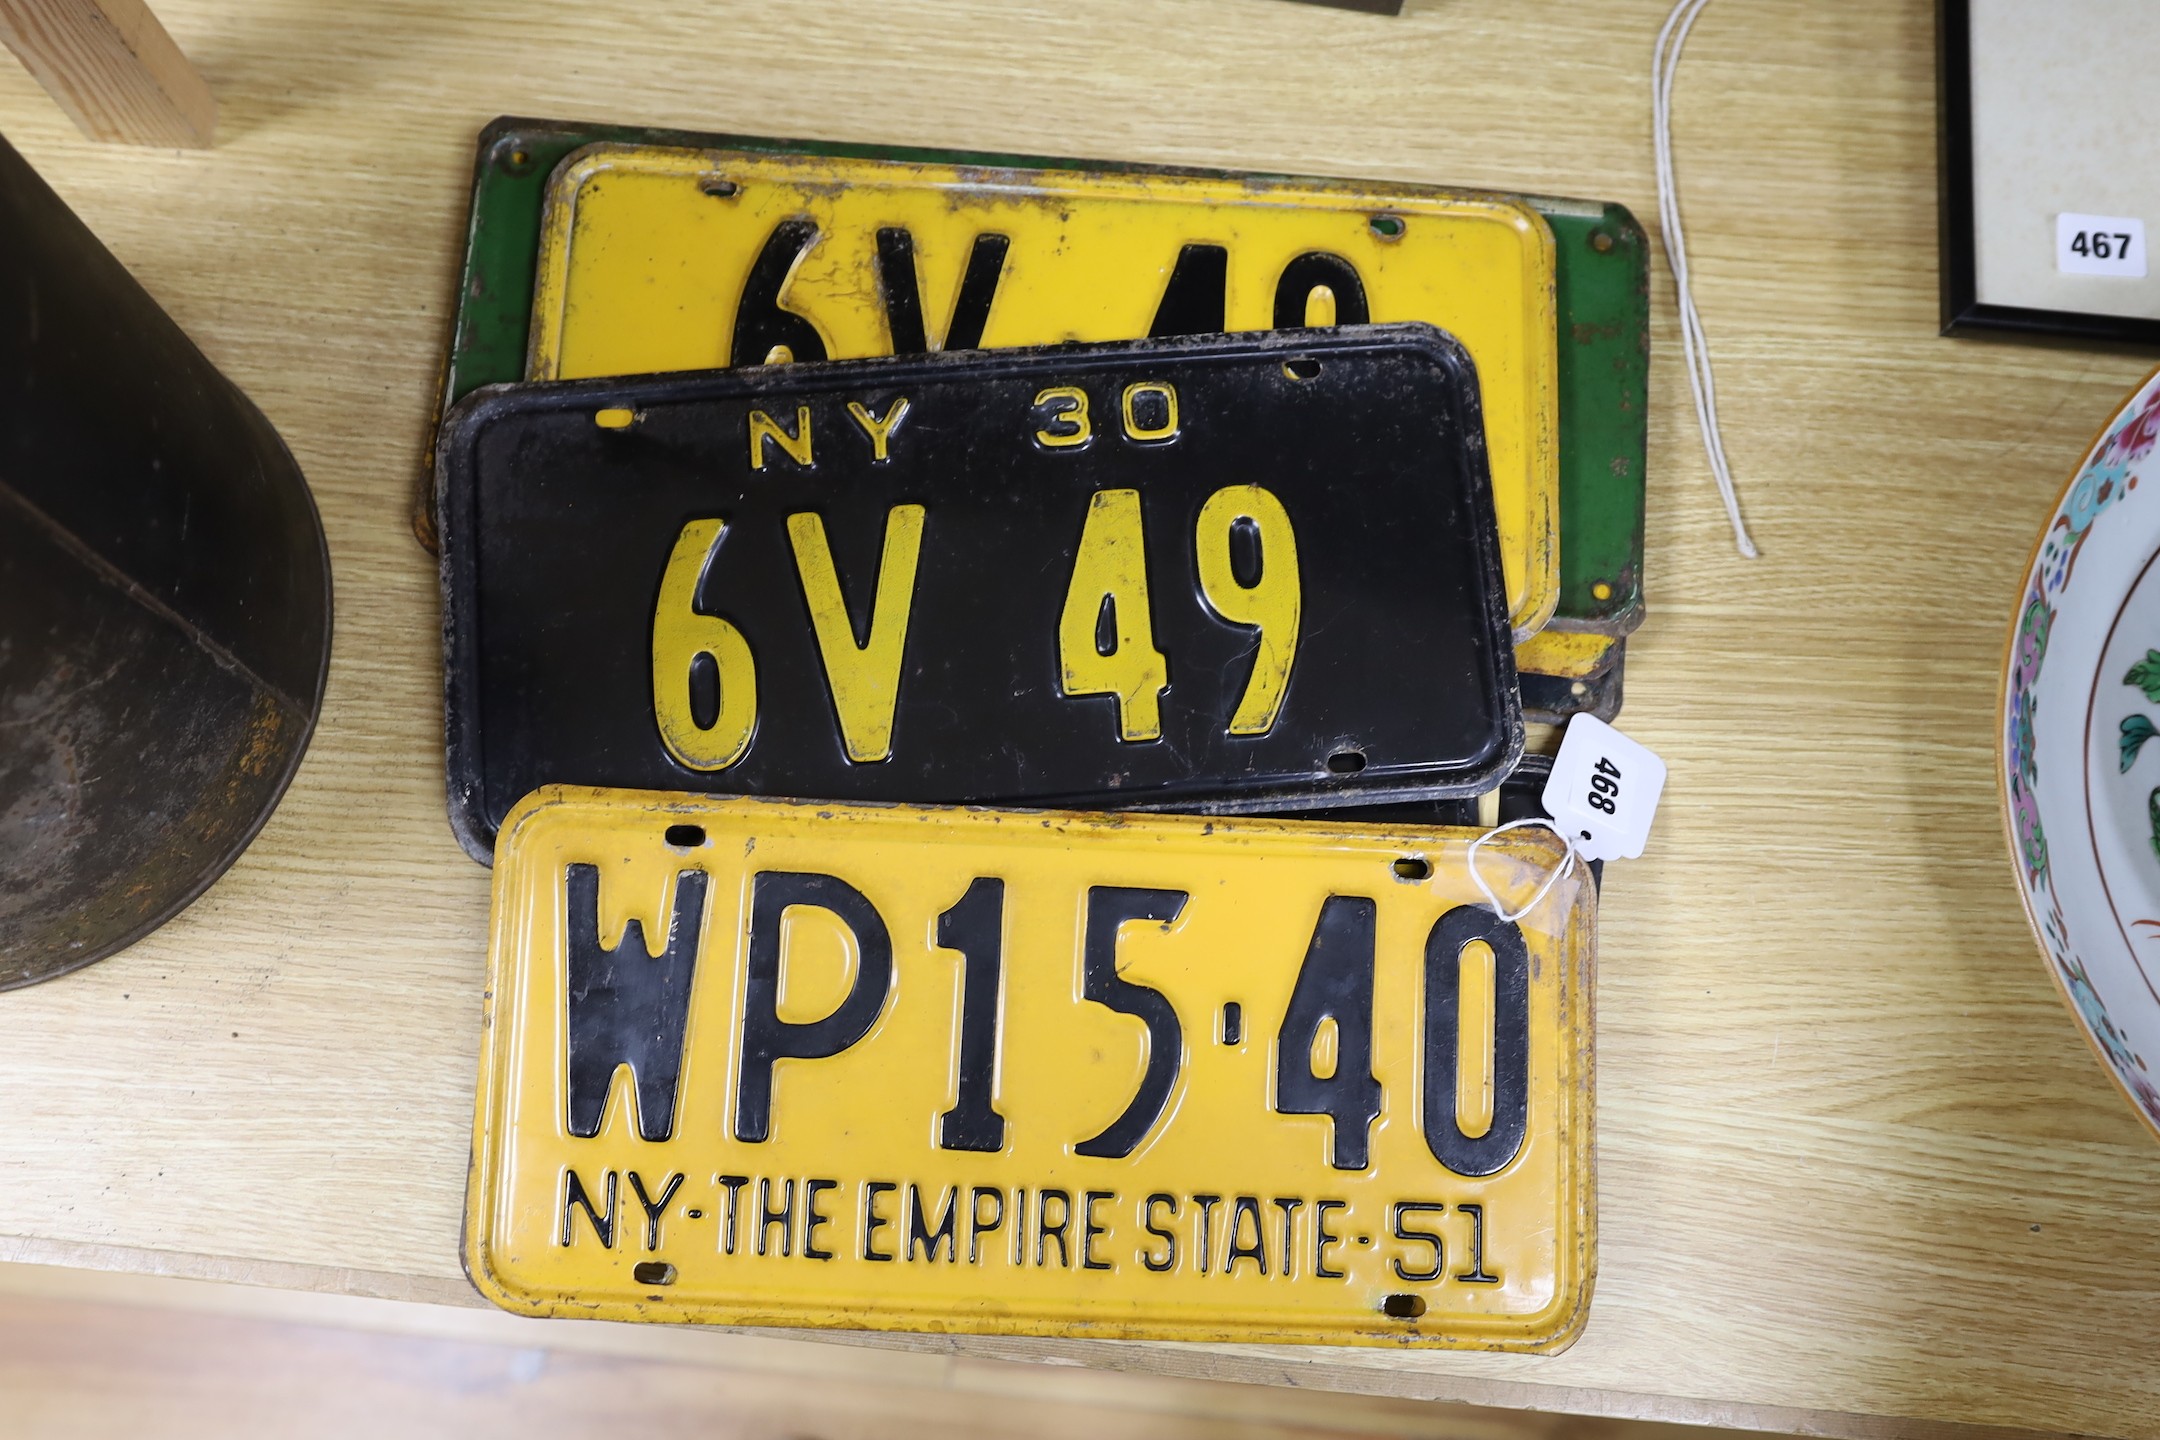 467
6V 49
NY 30
6V 49
468
WP15-40
NY-THE EMPIRE STATE-51